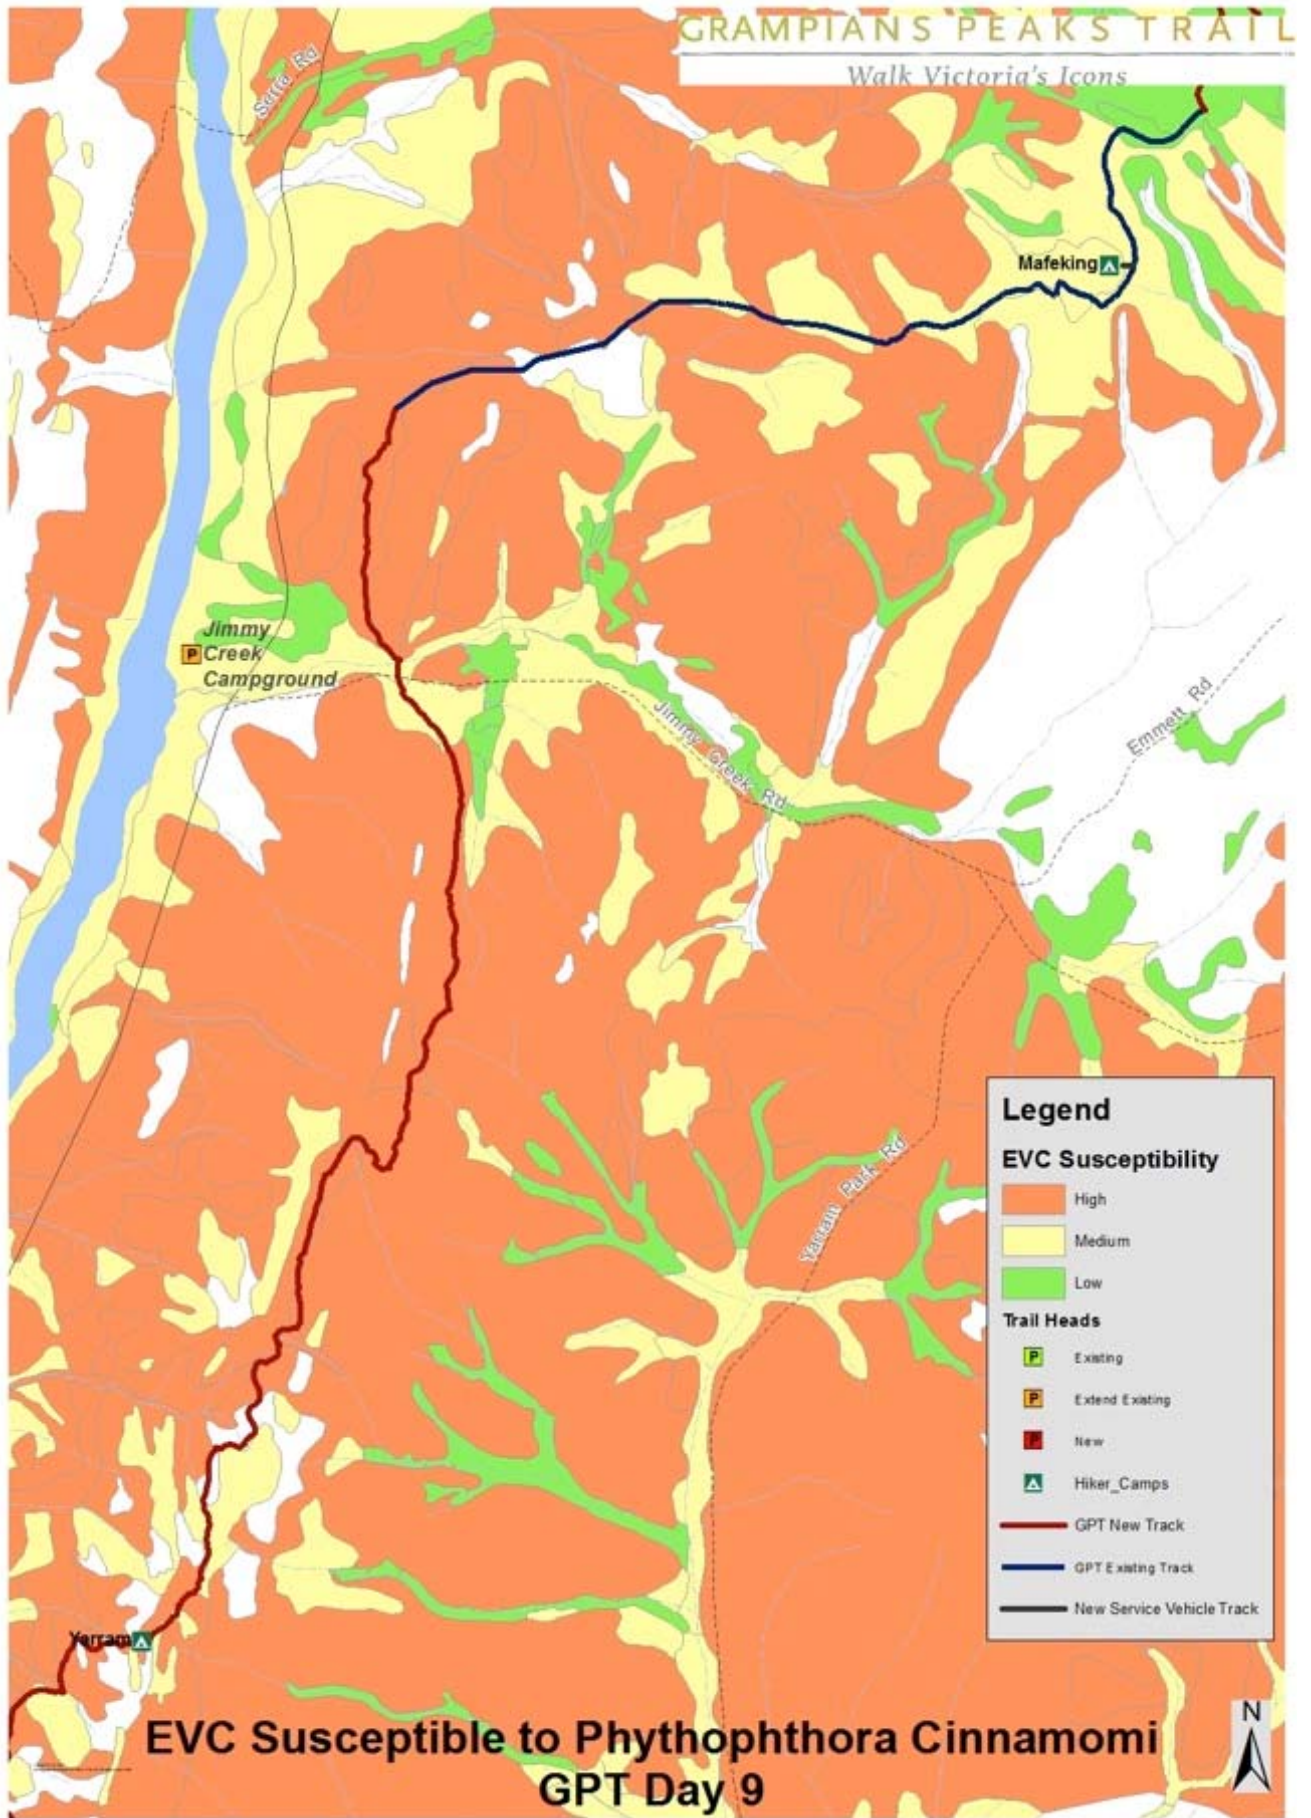 GRAMPIANS PEAKS TRAIL
Walk Victoria's Icons
Serra Rd
Mafeking
Jimmy
Creek
Campground
Jimmy Creek Rd
Emmett Rd
Yarram Park Rd
Yarram
Legend
EVC Susceptibility
High
Medium
Low
Trail Heads
P Existing
P Extend Existing
P New
Hiker_Camps
GPT New Track
GPT Existing Track
New Service Vehicle Track
P
N
EVC Susceptible to Phythophthora Cinnamomi
GPT Day 9